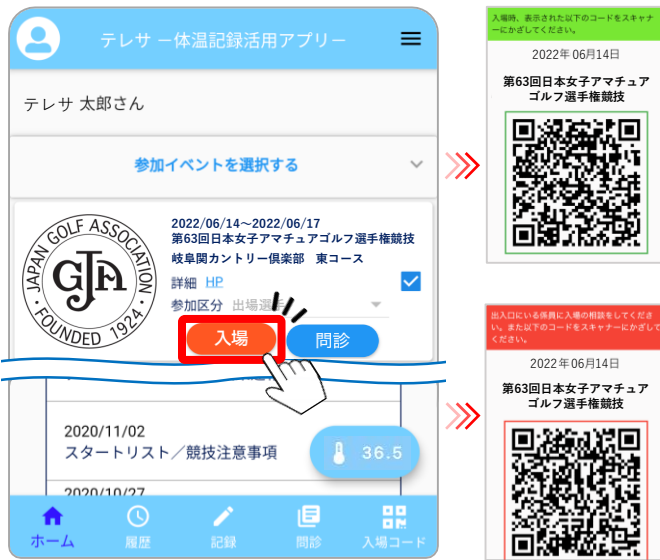 テレサ －体温記録活用アプリ－
テレサ 太郎さん
参加イベントを選択する
JAPAN GOLF ASSOCIATION
GJA
・FOUNDED 1924・
2022/06/14～2022/06/17
第63回日本女子アマチュアゴルフ選手権競技
岐阜関カントリー倶楽部　東コース
詳細 HP
参加区分 出場選
入場
問診
2020/11/02
スタートリスト／競技注意事項
36.5
2020/10/27
ホーム
履歴
記録
問診
入場コード
入場時、表示された以下のコードをスキャナ
ーにかざしてください。
2022年06月14日
第63回日本女子アマチュア
ゴルフ選手権競技
出入口にいる係員に入場の相談をしてくださ
い。また以下のコードをスキャナーにかざして
ください。
2022年06月14日
第63回日本女子アマチュア
ゴルフ選手権競技